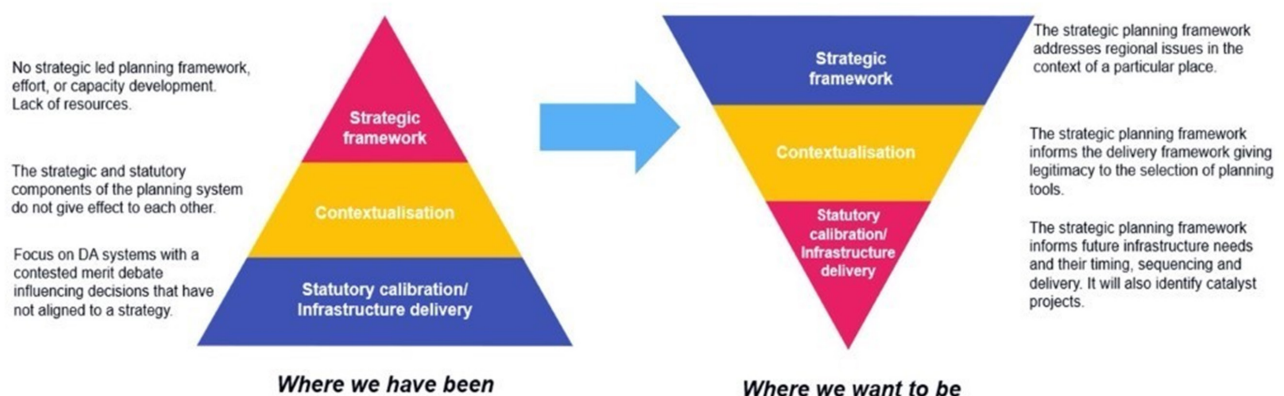 No strategic led planning framework,
effort, or capacity development.
Lack of resources.
The strategic and statutory
components of the planning system
do not give effect to each other.
Focus on DA systems with a
contested merit debate
influencing decisions that have
not aligned to a strategy.
Strategic
framework
Contextualisation
Statutory calibration/
Infrastructure delivery
Where we have been
Strategic
framework
Contextualisation
Statutory
calibration/
Infrastructure
delivery
Where we want to be
The strategic planning framework
addresses regional issues in the
context of a particular place.
The strategic planning framework
informs the delivery framework giving
legitimacy to the selection of planning
tools.
The strategic planning framework
informs future infrastructure needs
and their timing, sequencing and
delivery. It will also identify catalyst
projects.